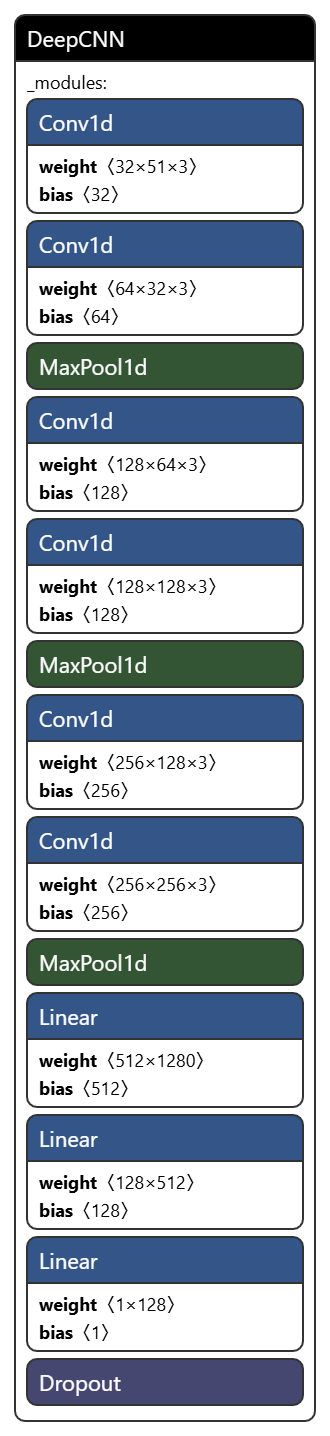 DeepCNN
_modules:
Conv1d
weight〈32×51×3〉
bias〈32〉
Conv1d
weight〈64×32×3〉
bias〈64〉
MaxPool1d
Conv1d
weight〈128×64×3〉
bias〈128〉
Conv1d
weight〈128×128×3〉
bias〈128〉
MaxPool1d
Conv1d
weight〈256×128×3〉
bias〈256〉
Conv1d
weight〈256×256×3〉
bias〈256〉
MaxPool1d
Linear
weight〈512×1280〉
bias〈512〉
Linear
weight〈128×512〉
bias〈128〉
Linear
weight〈1×128〉
bias〈1〉
Dropout